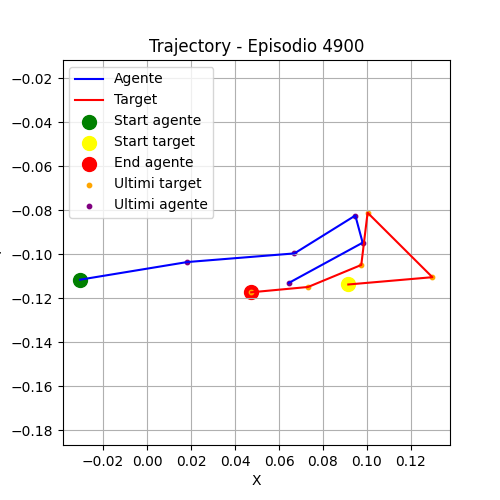 Trajectory - Episodio 4900
Agente
Target
Start agente
Start target
End agente
Ultimi target
Ultimi agente
−0.02
−0.04
−0.06
−0.08
−0.10
−0.12
−0.14
−0.16
−0.18
−0.02 0.00 0.02 0.04 0.06 0.08 0.10 0.12
X